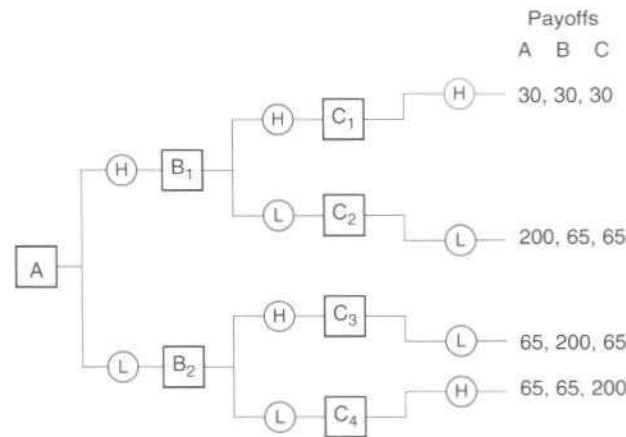 Payoffs
A B C
H C₁ H 30, 30, 30
H B₁
L C₂ L 200, 65, 65
A
H C₃ L 65, 200, 65
L B₂
L C₄ H 65, 65, 200